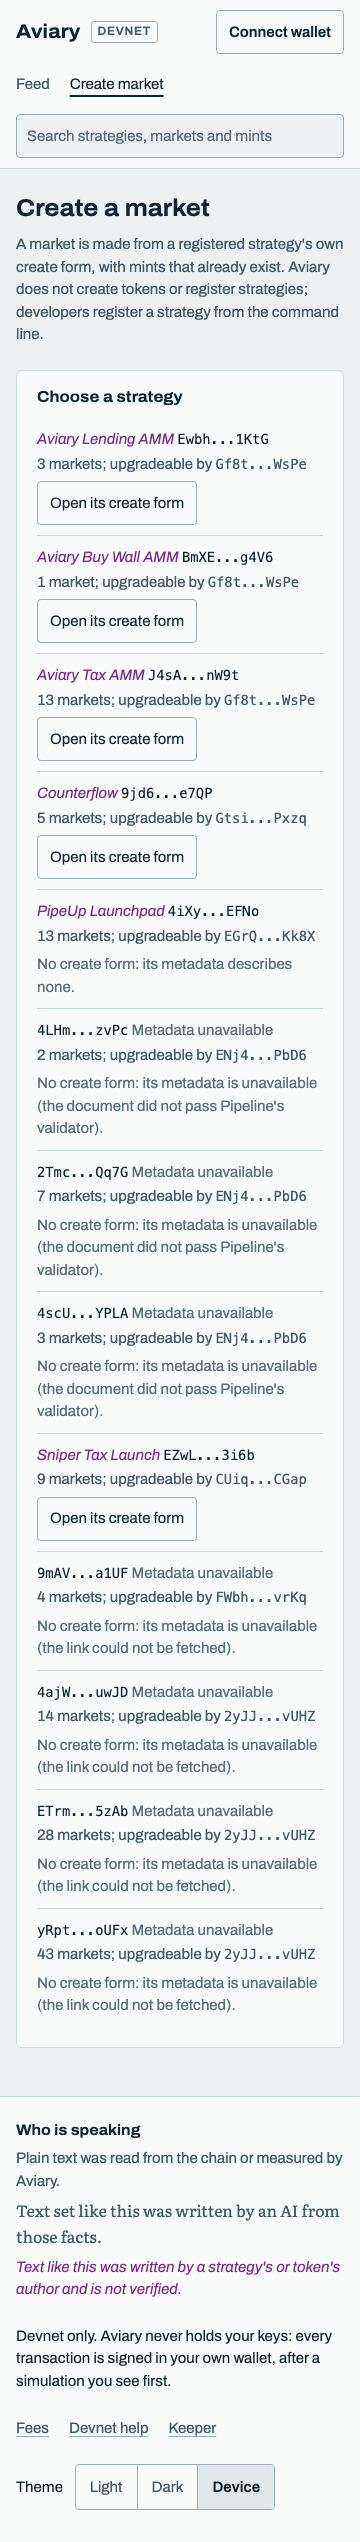 Aviary DEVNET Connect wallet
Feed Create market
Search strategies, markets and mints
Create a market
A market is made from a registered strategy's own
create form, with mints that already exist. Aviary
does not create tokens or register strategies;
developers register a strategy from the command
line.
Choose a strategy
Aviary Lending AMM Ewbh...1KtG
3 markets; upgradeable by Gf8t...WsPe
Open its create form
Aviary Buy Wall AMM BmXE...g4V6
1 market; upgradeable by Gf8t...WsPe
Open its create form
Aviary Tax AMM J4sA...nW9t
13 markets; upgradeable by Gf8t...WsPe
Open its create form
Counterflow 9jd6...e7QP
5 markets; upgradeable by Gtsi...Pxzq
Open its create form
PipeUp Launchpad 4iXy...EFNo
13 markets; upgradeable by EGrQ...Kk8X
No create form: its metadata describes
none.
4LHm...zvPc Metadata unavailable
2 markets; upgradeable by ENj4...PbD6
No create form: its metadata is unavailable
(the document did not pass Pipeline's
validator).
2Tmc...Qq7G Metadata unavailable
7 markets; upgradeable by ENj4...PbD6
No create form: its metadata is unavailable
(the document did not pass Pipeline's
validator).
4scU...YPLA Metadata unavailable
3 markets; upgradeable by ENj4...PbD6
No create form: its metadata is unavailable
(the document did not pass Pipeline's
validator).
Sniper Tax Launch EZwL...3i6b
9 markets; upgradeable by CUiq...CGap
Open its create form
9mAV...a1UF Metadata unavailable
4 markets; upgradeable by FWbh...vrKq
No create form: its metadata is unavailable
(the link could not be fetched).
4ajW...uwJD Metadata unavailable
14 markets; upgradeable by 2yJJ...vUHZ
No create form: its metadata is unavailable
(the link could not be fetched).
ETrm...5zAb Metadata unavailable
28 markets; upgradeable by 2yJJ...vUHZ
No create form: its metadata is unavailable
(the link could not be fetched).
yRpt...oUFx Metadata unavailable
43 markets; upgradeable by 2yJJ...vUHZ
No create form: its metadata is unavailable
(the link could not be fetched).
Who is speaking
Plain text was read from the chain or measured by
Aviary.
Text set like this was written by an AI from
those facts.
Text like this was written by a strategy's or token's
author and is not verified.
Devnet only. Aviary never holds your keys: every
transaction is signed in your own wallet, after a
simulation you see first.
Fees Devnet help Keeper
Theme Light Dark Device